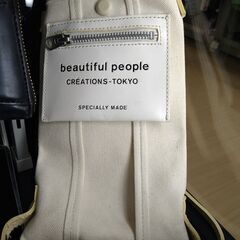 beautiful people
CRÉATIONS-TOKYO
SPECIALLY MADE